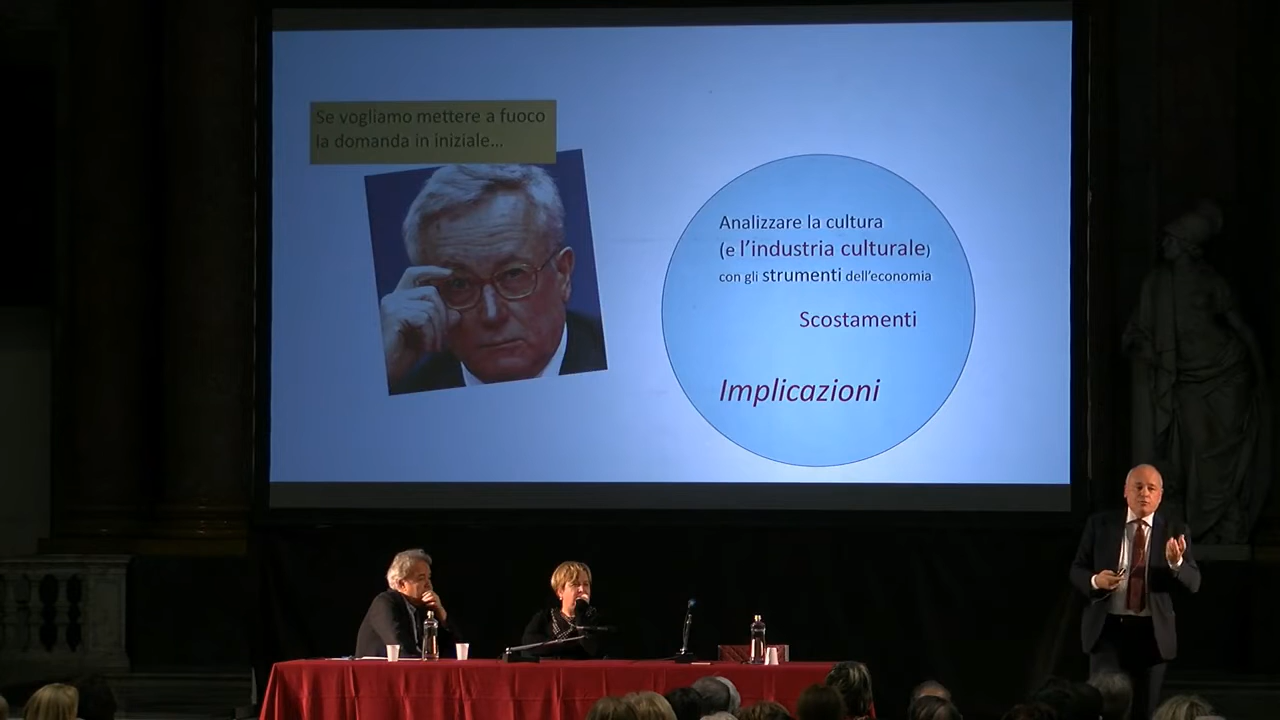 Se vogliamo mettere a fuoco
la domanda in iniziale...
Analizzare la cultura
(e l'industria culturale)
con gli strumenti dell'economia
Scostamenti
Implicazioni